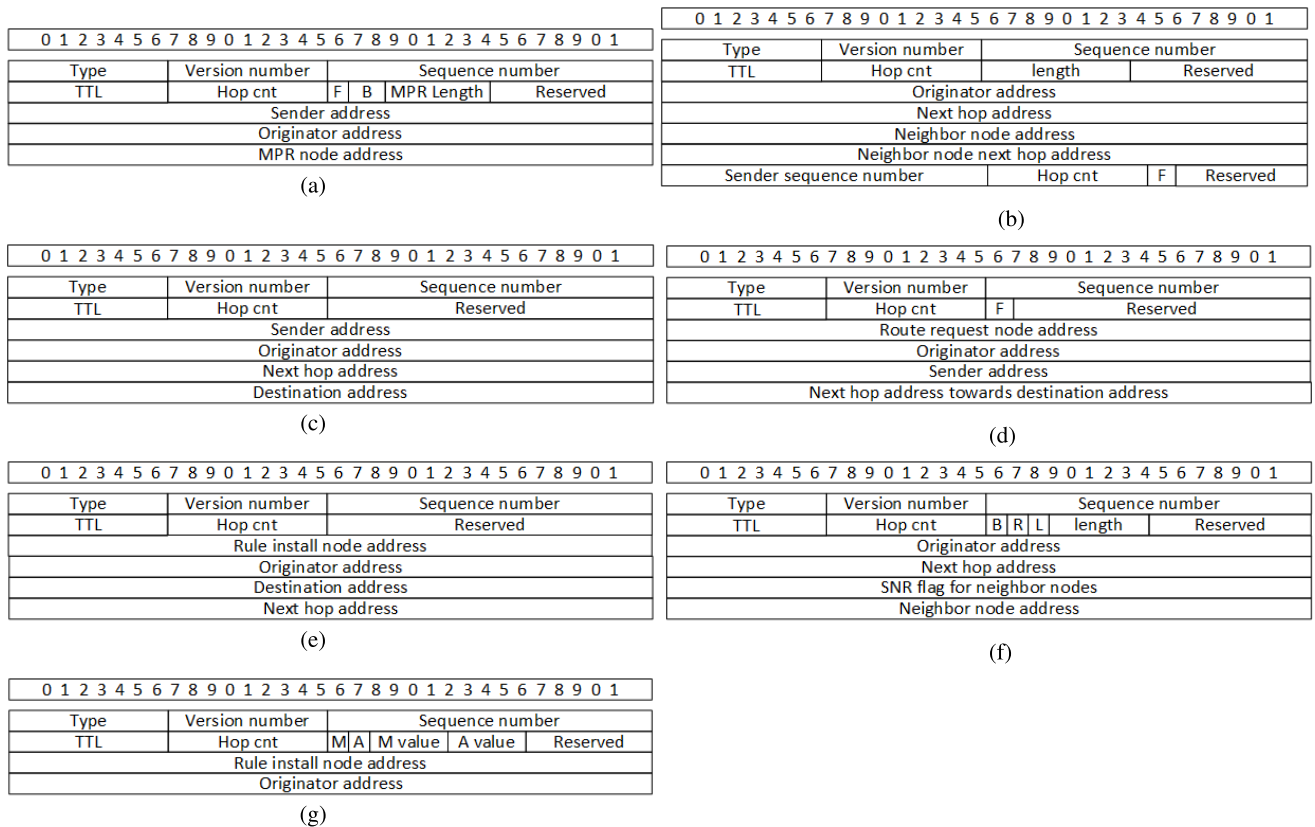 0 1 2 3 4 5 6 7 8 9 0 1 2 3 4 5 6 7 8 9 0 1 2 3 4 5 6 7 8 9 0 1
Type Version number Sequence number
TTL Hop cnt F B MPR Length Reserved
Sender address
Originator address
MPR node address
(a)
0 1 2 3 4 5 6 7 8 9 0 1 2 3 4 5 6 7 8 9 0 1 2 3 4 5 6 7 8 9 0 1
Type Version number Sequence number
TTL Hop cnt length Reserved
Originator address
Next hop address
Neighbor node address
Neighbor node next hop address
Sender sequence number Hop cnt F Reserved
(b)
0 1 2 3 4 5 6 7 8 9 0 1 2 3 4 5 6 7 8 9 0 1 2 3 4 5 6 7 8 9 0 1
Type Version number Sequence number
TTL Hop cnt Reserved
Sender address
Originator address
Next hop address
Destination address
(c)
0 1 2 3 4 5 6 7 8 9 0 1 2 3 4 5 6 7 8 9 0 1 2 3 4 5 6 7 8 9 0 1
Type Version number Sequence number
TTL Hop cnt F Reserved
Route request node address
Originator address
Sender address
Next hop address towards destination address
(d)
0 1 2 3 4 5 6 7 8 9 0 1 2 3 4 5 6 7 8 9 0 1 2 3 4 5 6 7 8 9 0 1
Type Version number Sequence number
TTL Hop cnt Reserved
Rule install node address
Originator address
Destination address
Next hop address
(e)
0 1 2 3 4 5 6 7 8 9 0 1 2 3 4 5 6 7 8 9 0 1 2 3 4 5 6 7 8 9 0 1
Type Version number Sequence number
TTL Hop cnt B R L length Reserved
Originator address
Next hop address
SNR flag for neighbor nodes
Neighbor node address
(f)
0 1 2 3 4 5 6 7 8 9 0 1 2 3 4 5 6 7 8 9 0 1 2 3 4 5 6 7 8 9 0 1
Type Version number Sequence number
TTL Hop cnt M A M value A value Reserved
Rule install node address
Originator address
(g)